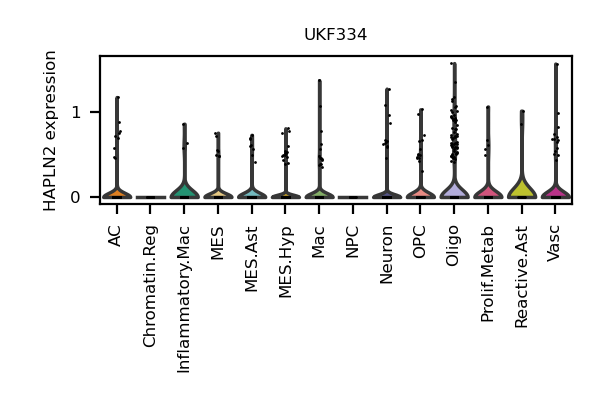 UKF334
HAPLN2 expression
1
0
AC
Chromatin.Reg
Inflammatory.Mac
MES
MES.Ast
MES.Hyp
Mac
NPC
Neuron
OPC
Oligo
Prolif.Metab
Reactive.Ast
Vasc